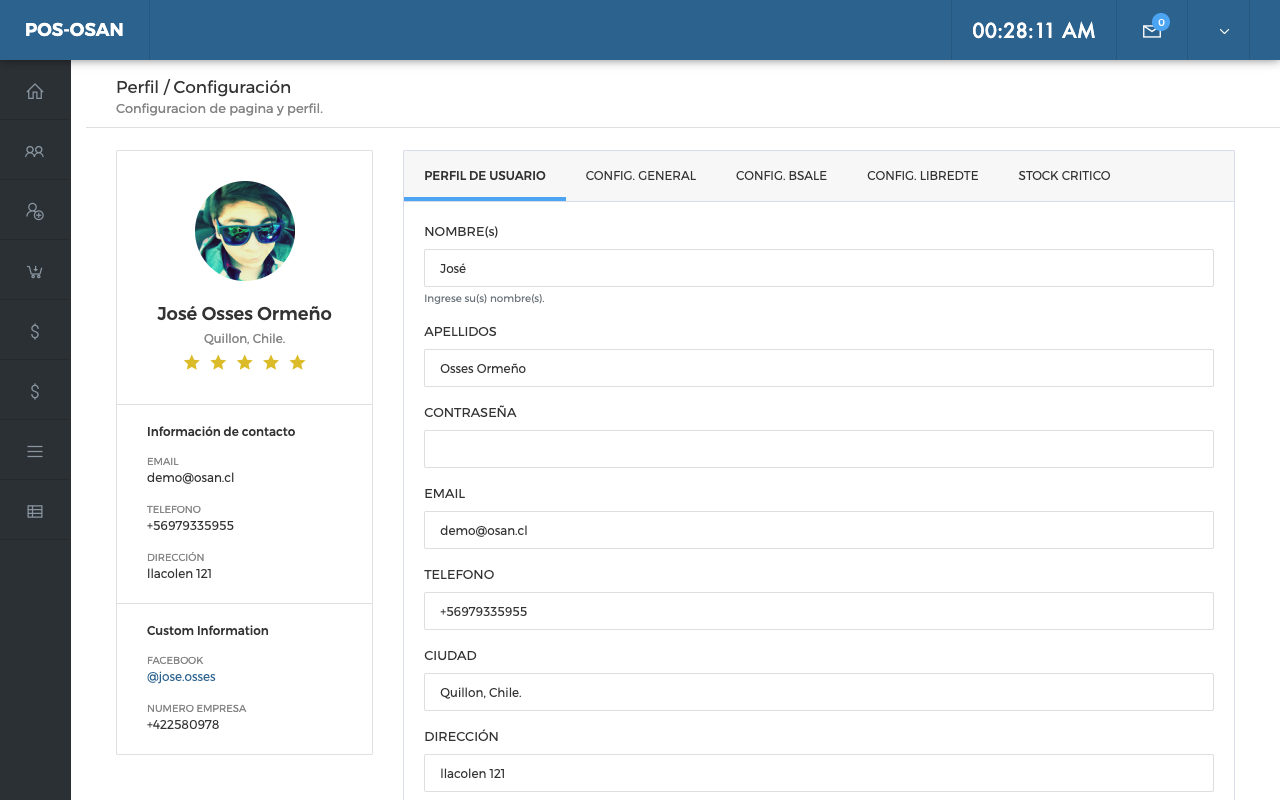 POS-OSAN
00:28:11 AM
0
Perfil / Configuración
Configuracion de pagina y perfil.
José Osses Ormeño
Quillon, Chile.
Información de contacto
EMAIL
demo@osan.cl
TELEFONO
+56979335955
DIRECCIÓN
llacolen 121
Custom Information
FACEBOOK
@jose.osses
NUMERO EMPRESA
+422580978
PERFIL DE USUARIO CONFIG. GENERAL CONFIG. BSALE CONFIG. LIBREDTE STOCK CRITICO
NOMBRE(s)
José
Ingrese su(s) nombre(s).
APELLIDOS
Osses Ormeño
CONTRASEÑA
EMAIL
demo@osan.cl
TELEFONO
+56979335955
CIUDAD
Quillon, Chile.
DIRECCIÓN
llacolen 121